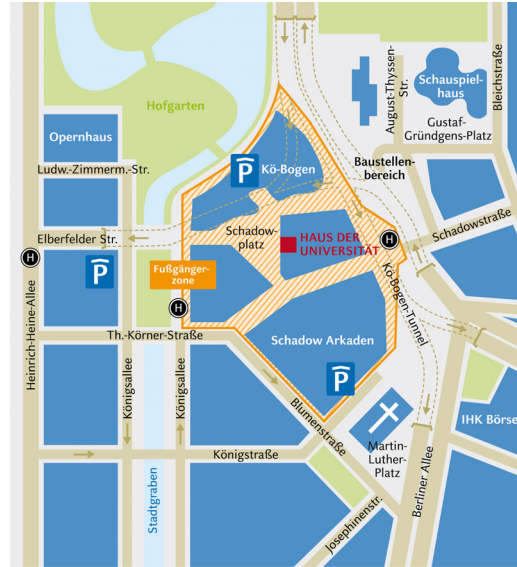 Hofgarten
Opernhaus
Ludw.-Zimmerm.-Str.
Elberfelder Str.
H
P
Heinrich-Heine-Allee
Kö-Bogen
P
Schadow-
platz
HAUS DER
UNIVERSITÄT
Fußgänger-
zone
H
H
Th.-Körner-Straße
Schadow Arkaden
P
Königsallee
Königsallee
Stadtgraben
Königstraße
Blumenstraße
Martin-
Luther-
Platz
Josephinenstr.
Berliner Allee
IHK Börse
Kö-Bogen-Tunnel
Schadowstraße
Baustellen-
bereich
August-Thyssen-
Str.
Schauspiel-
haus
Gustaf-
Gründgens-Platz
Bleichstraße